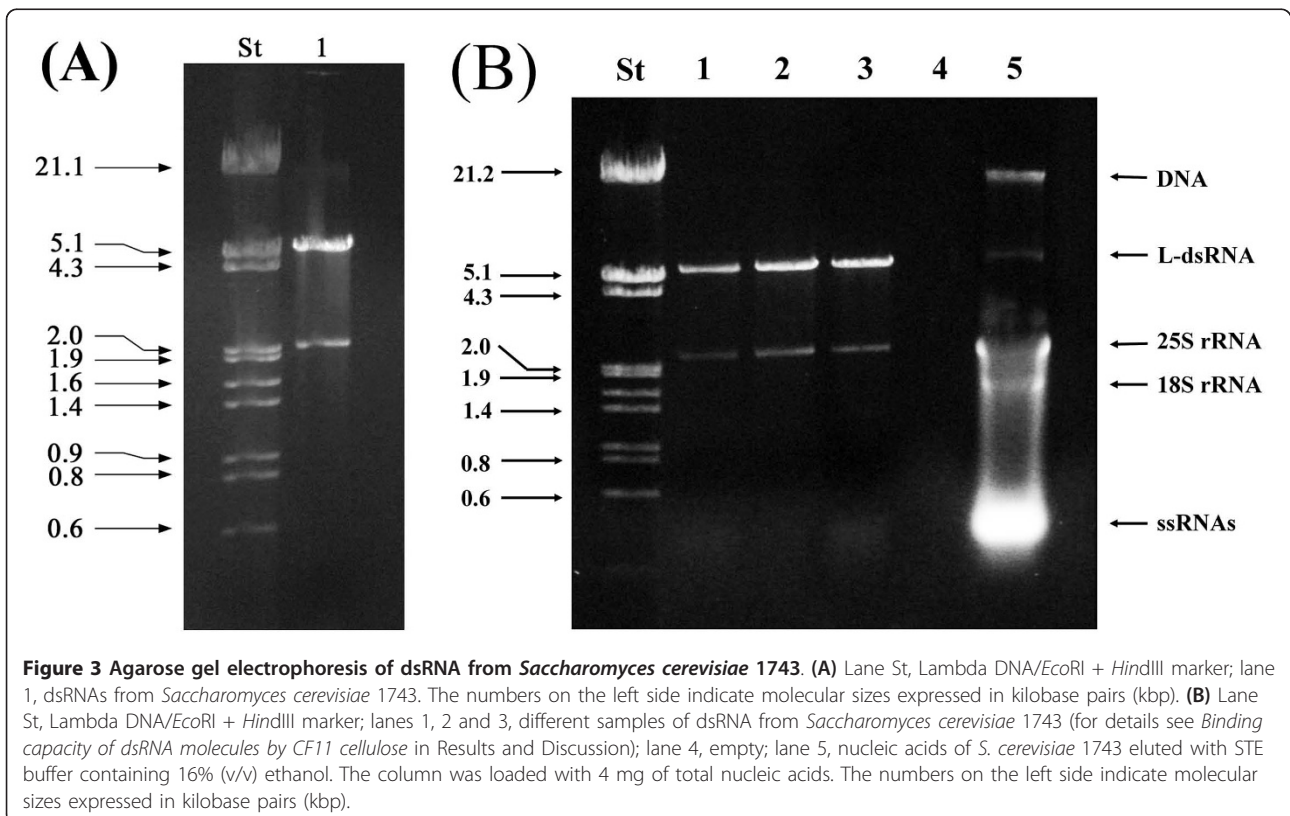 (A)
St 1
21.1
5.1
4.3
2.0
1.9
1.6
1.4
0.9
0.8
0.6
(B)
St 1 2 3 4 5
21.2
5.1
4.3
2.0
1.9
1.4
0.8
0.6
DNA
L-dsRNA
25S rRNA
18S rRNA
ssRNAs
Figure 3 Agarose gel electrophoresis of dsRNA from Saccharomyces cerevisiae 1743. (A) Lane St, Lambda DNA/EcoRI + HindIII marker; lane
1, dsRNAs from Saccharomyces cerevisiae 1743. The numbers on the left side indicate molecular sizes expressed in kilobase pairs (kbp). (B) Lane
St, Lambda DNA/EcoRI + HindIII marker; lanes 1, 2 and 3, different samples of dsRNA from Saccharomyces cerevisiae 1743 (for details see Binding
capacity of dsRNA molecules by CF11 cellulose in Results and Discussion); lane 4, empty; lane 5, nucleic acids of S. cerevisiae 1743 eluted with STE
buffer containing 16% (v/v) ethanol. The column was loaded with 4 mg of total nucleic acids. The numbers on the left side indicate molecular
sizes expressed in kilobase pairs (kbp).